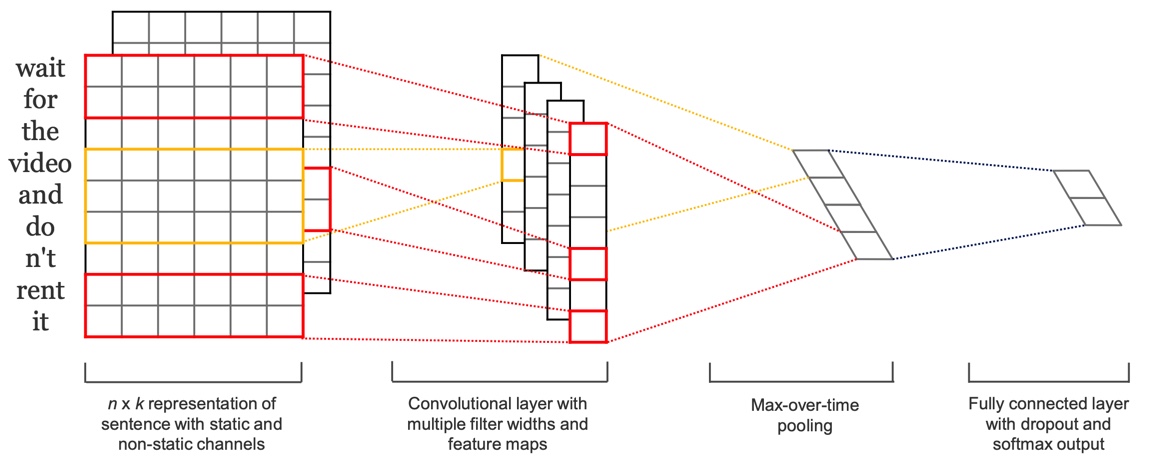 wait
for
the
video
and
do
n't
rent
it
n x k representation of
sentence with static and
non-static channels
Convolutional layer with
multiple filter widths and
feature maps
Max-over-time
pooling
Fully connected layer
with dropout and
softmax output